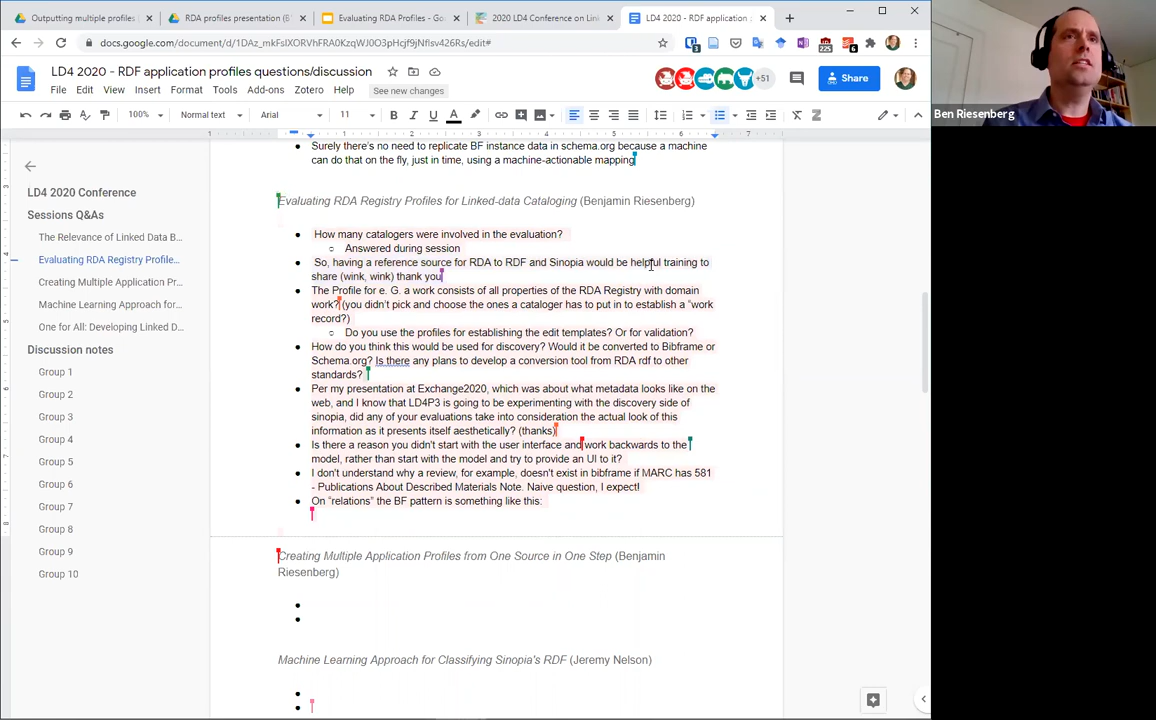 Outputting multiple profiles
RDA profiles presentation (
Evaluating RDA Profiles - Go
2020 LD4 Conference on Link
LD4 2020 - RDF application p
docs.google.com/document/d/1DAz_mkFsIXORVhFRA0KzqWJ0O3pHcjf9jNflsv426Rs/edit#
LD4 2020 - RDF application profiles questions/discussion
File Edit View Insert Format Tools Add-ons Zotero Help See new changes
+51
Share
100% Normal text Arial 11
Surely there's no need to replicate BF instance data in schema.org because a machine
can do that on the fly, just in time, using a machine-actionable mapping
LD4 2020 Conference
Sessions Q&As
The Relevance of Linked Data B...
Evaluating RDA Registry Profile...
Creating Multiple Application Pr...
Machine Learning Approach for...
One for All: Developing Linked D...
Discussion notes
Group 1
Group 2
Group 3
Group 4
Group 5
Group 6
Group 7
Group 8
Group 9
Group 10
Evaluating RDA Registry Profiles for Linked-data Cataloging (Benjamin Riesenberg)
How many catalogers were involved in the evaluation?
Answered during session
So, having a reference source for RDA to RDF and Sinopia would be helpful training to
share (wink, wink) thank you
The Profile for e. G. a work consists of all properties of the RDA Registry with domain
work? (you didn't pick and choose the ones a cataloger has to put in to establish a "work
record?)
Do you use the profiles for establishing the edit templates? Or for validation?
How do you think this would be used for discovery? Would it be converted to Bibframe or
Schema.org? Is there any plans to develop a conversion tool from RDA rdf to other
standards?
Per my presentation at Exchange2020, which was about what metadata looks like on the
web, and I know that LD4P3 is going to be experimenting with the discovery side of
sinopia, did any of your evaluations take into consideration the actual look of this
information as it presents itself aesthetically? (thanks)
Is there a reason you didn't start with the user interface and work backwards to the
model, rather than start with the model and try to provide an UI to it?
I don't understand why a review, for example, doesn't exist in bibframe if MARC has 581
- Publications About Described Materials Note. Naive question, I expect!
On "relations" the BF pattern is something like this:
Creating Multiple Application Profiles from One Source in One Step (Benjamin
Riesenberg)
Machine Learning Approach for Classifying Sinopia's RDF (Jeremy Nelson)
Ben Riesenberg